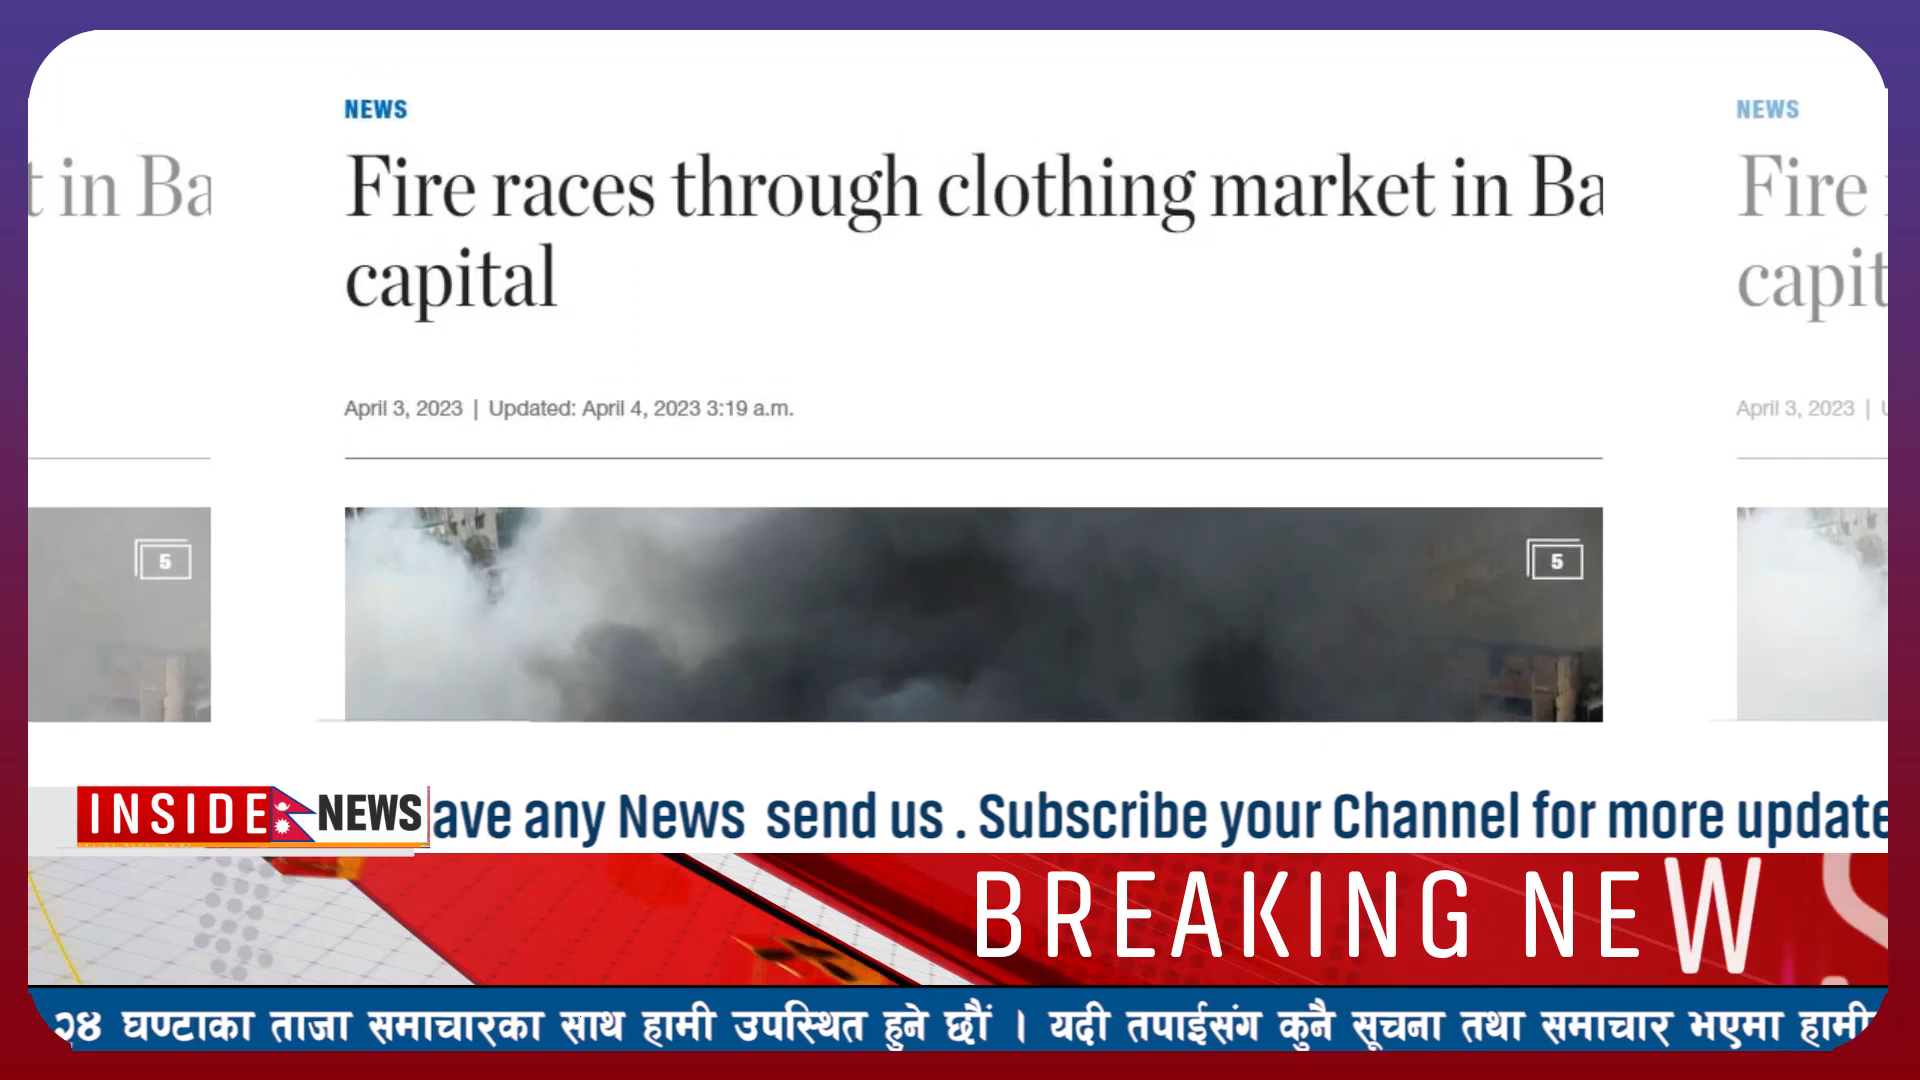 NEWS
NEWS
t in Ba
Fire races through clothing market in Ba
Fire
capital
capit
April 3, 2023 | Updated: April 4, 2023 3:19 a.m.
April 3, 2023 |
5
5
INSIDE NEWS
ave any News send us . Subscribe your Channel for more update
BREAKING NEWS
२४ घण्टाका ताजा समाचारका साथ हामी उपस्थित हुने छौं । यदी तपाईसंग कुनै सूचना तथा समाचार भएमा हामी